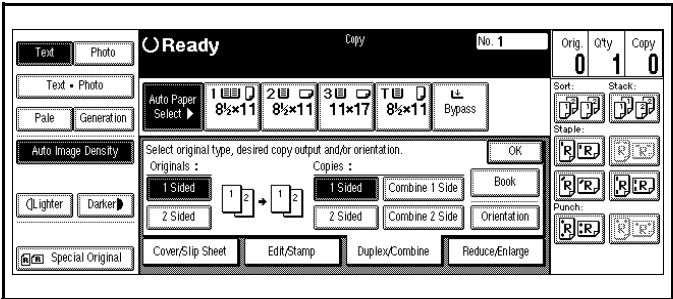 Text Photo
Text • Photo
Pale Generation
Auto Image Density
Lighter Darker
Special Original
Ready
Copy
No. 1
Orig. Q'ty Copy
0 1 0
Auto Paper Select
1 8½×11
2 8½×11
3 11×17
T 8½×11
Bypass
Select original type, desired copy output and/or orientation.
OK
Originals :
Copies :
1 Sided
1 2
1 2
1 Sided
Combine 1 Side
Book
2 Sided
2 Sided
Combine 2 Side
Orientation
Cover/Slip Sheet
Edit/Stamp
Duplex/Combine
Reduce/Enlarge
Sort: Stack:
Staple:
Punch: